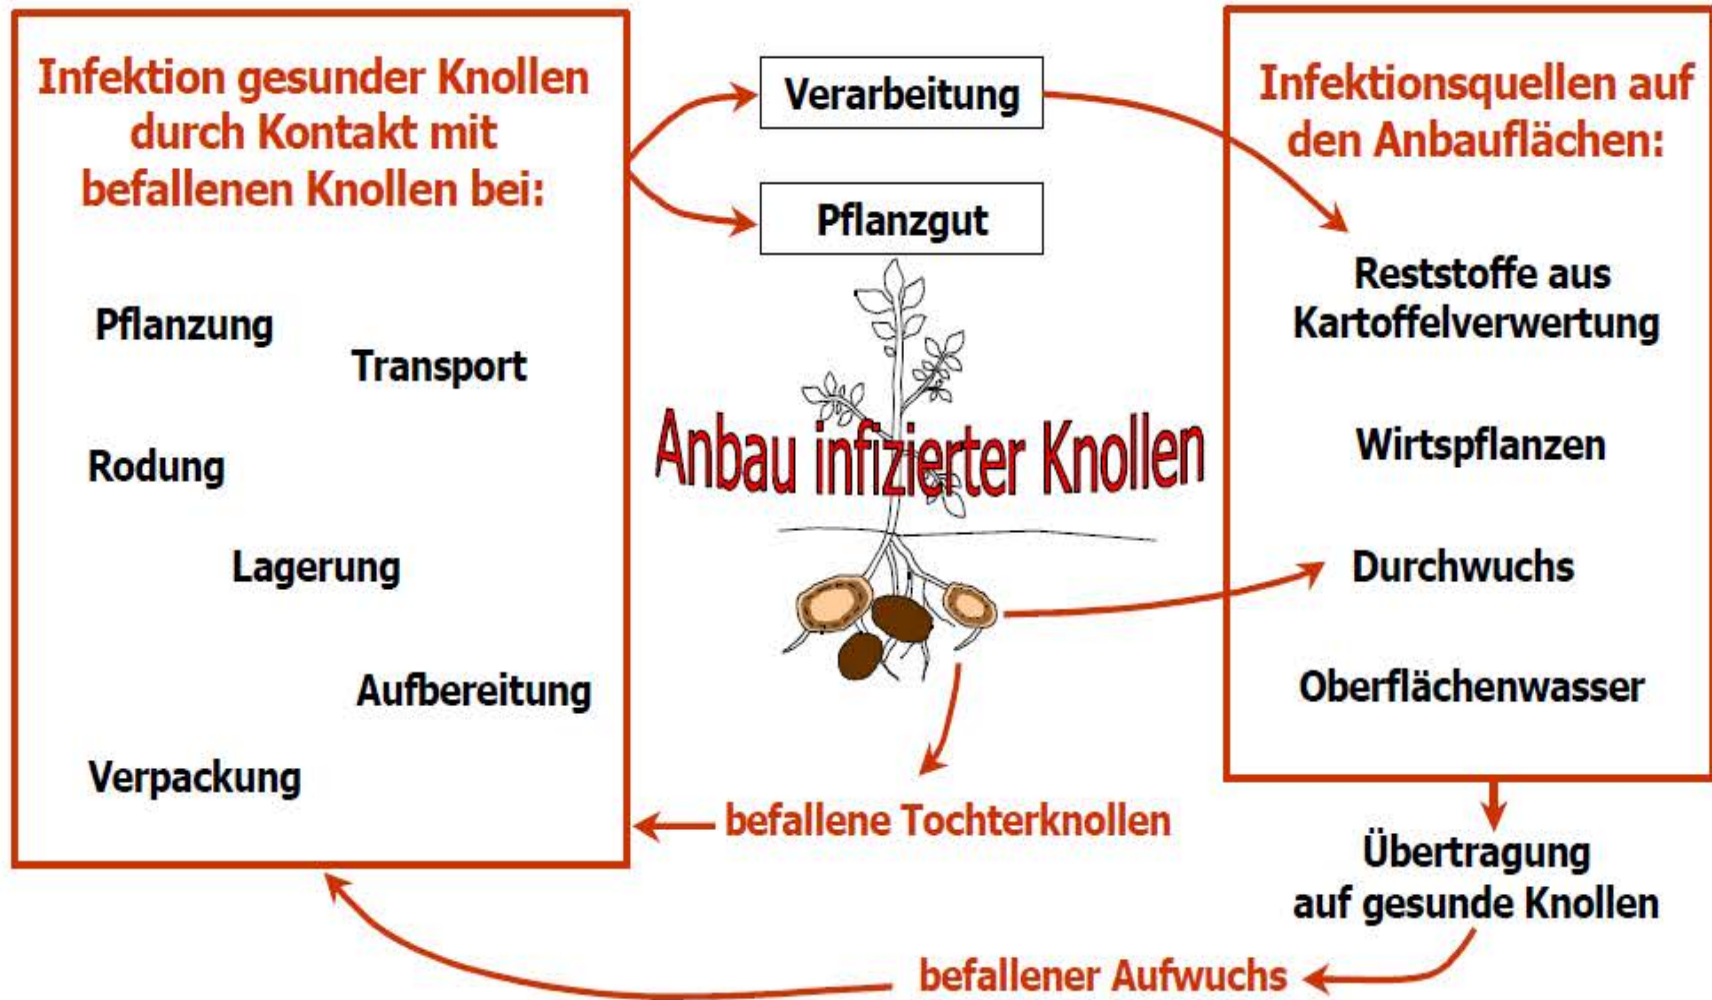 Infektion gesunder Knollen
durch Kontakt mit
befallenen Knollen bei:
Pflanzung
Transport
Rodung
Lagerung
Aufbereitung
Verpackung
Verarbeitung
Pflanzgut
Anbau infizierter Knollen
befallene Tochterknollen
Infektionsquellen auf
den Anbauflächen:
Reststoffe aus
Kartoffelverwertung
Wirtspflanzen
Durchwuchs
Oberflächenwasser
Übertragung
auf gesunde Knollen
befallener Aufwuchs